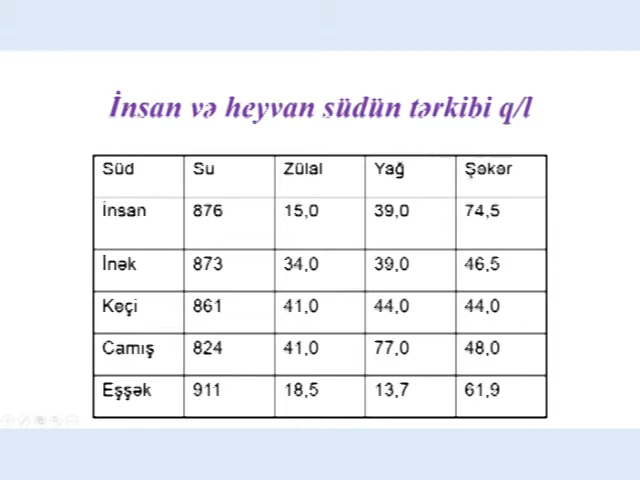 İnsan və heyvan südün tərkibi q/l
Süd Su Zülal Yağ Şəkər
İnsan 876 15,0 39,0 74,5
İnək 873 34,0 39,0 46,5
Keçi 861 41,0 44,0 44,0
Camış 824 41,0 77,0 48,0
Eşşək 911 18,5 13,7 61,9